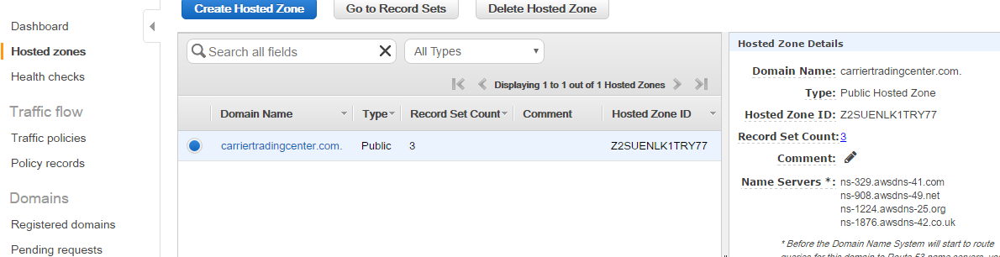 Dashboard
Hosted zones
Health checks
Traffic flow
Traffic policies
Policy records
Domains
Registered domains
Pending requests
Create Hosted Zone
Go to Record Sets
Delete Hosted Zone
Search all fields
All Types
Displaying 1 to 1 out of 1 Hosted Zones
Domain Name Type Record Set Count Comment Hosted Zone ID
carriertradingcenter.com. Public 3 Z2SUENLK1TRY77
Hosted Zone Details
Domain Name: carriertradingcenter.com.
Type: Public Hosted Zone
Hosted Zone ID: Z2SUENLK1TRY77
Record Set Count: 3
Comment:
Name Servers *: ns-329.awsdns-41.com
ns-908.awsdns-49.net
ns-1224.awsdns-25.org
ns-1876.awsdns-42.co.uk
* Before the Domain Name System will start to route